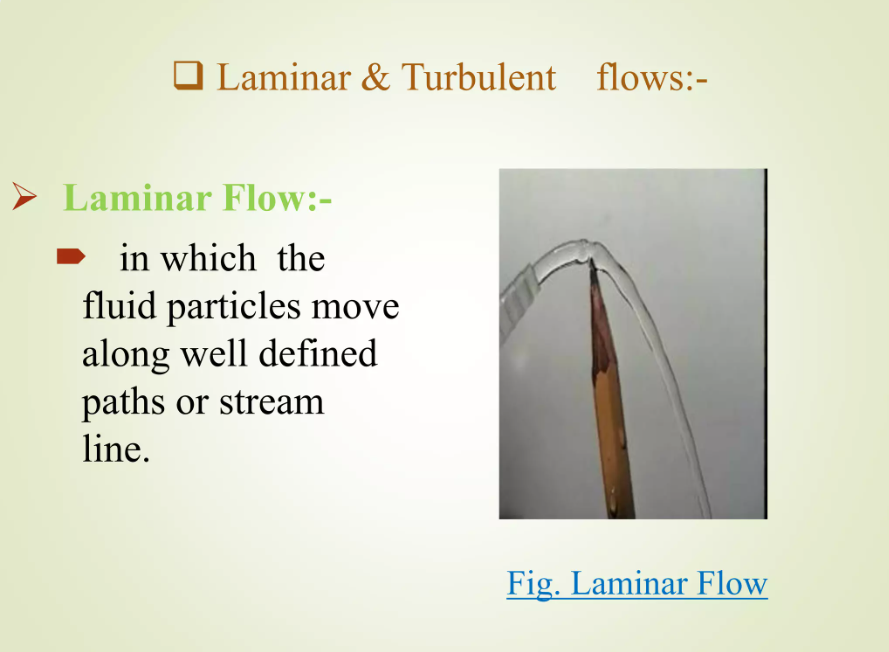 Laminar & Turbulent flows:-
Laminar Flow:-
in which the
fluid particles move
along well defined
paths or stream
line.
Fig. Laminar Flow